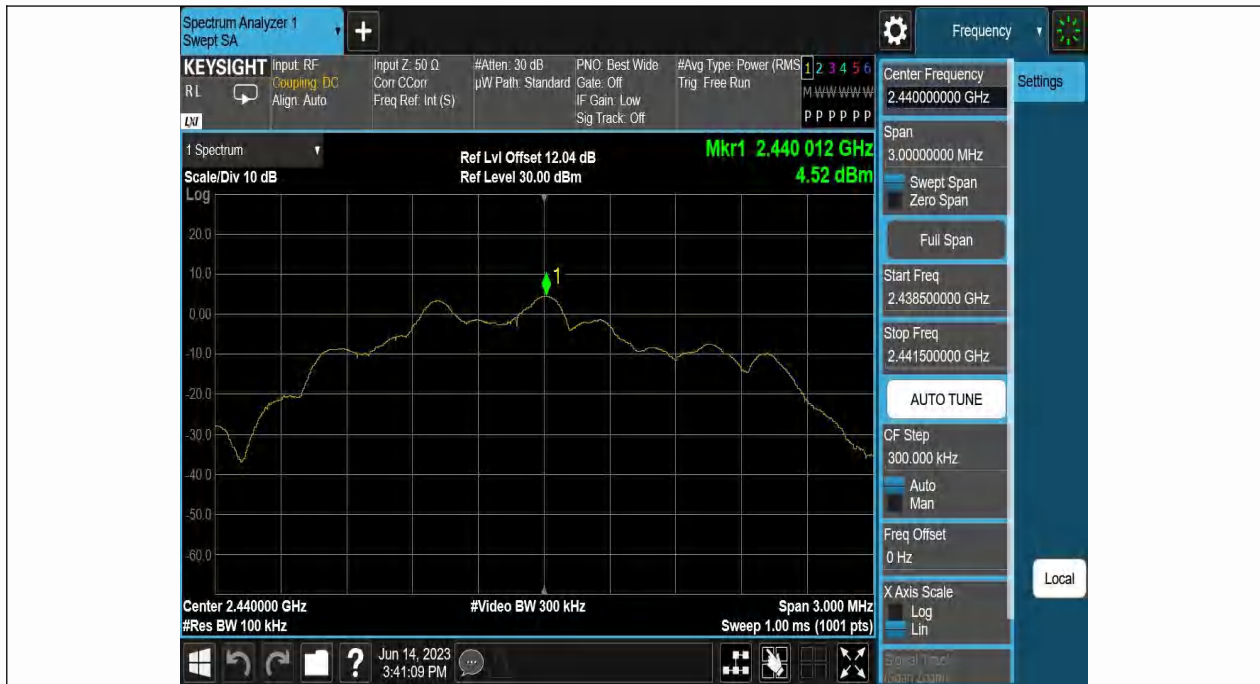 Spectrum Analyzer 1
Swept SA
+
Frequency
KEYSIGHT
RL
LXI
Input: RF
Coupling: DC
Align: Auto
Input Z: 50 Ω
Corr CCorr
Freq Ref: Int (S)
#Atten: 30 dB
µW Path: Standard
PNO: Best Wide
Gate: Off
IF Gain: Low
Sig Track: Off
#Avg Type: Power (RMS
Trig: Free Run
1 2 3 4 5 6
M W W W W W
P P P P P P
Center Frequency
2.440000000 GHz
Settings
Span
3.00000000 MHz
Swept Span
Zero Span
Full Span
Start Freq
2.438500000 GHz
Stop Freq
2.441500000 GHz
AUTO TUNE
CF Step
300.000 kHz
Auto
Man
Freq Offset
0 Hz
X Axis Scale
Log
Lin
Signal Track
(Span Zoom)
Local
1 Spectrum
Scale/Div 10 dB
Log
Ref Lvl Offset 12.04 dB
Ref Level 30.00 dBm
Mkr1 2.440 012 GHz
4.52 dBm
1
20.0
10.0
0.00
-10.0
-20.0
-30.0
-40.0
-50.0
-60.0
Center 2.440000 GHz
#Res BW 100 kHz
#Video BW 300 kHz
Span 3.000 MHz
Sweep 1.00 ms (1001 pts)
?
Jun 14, 2023
3:41:09 PM